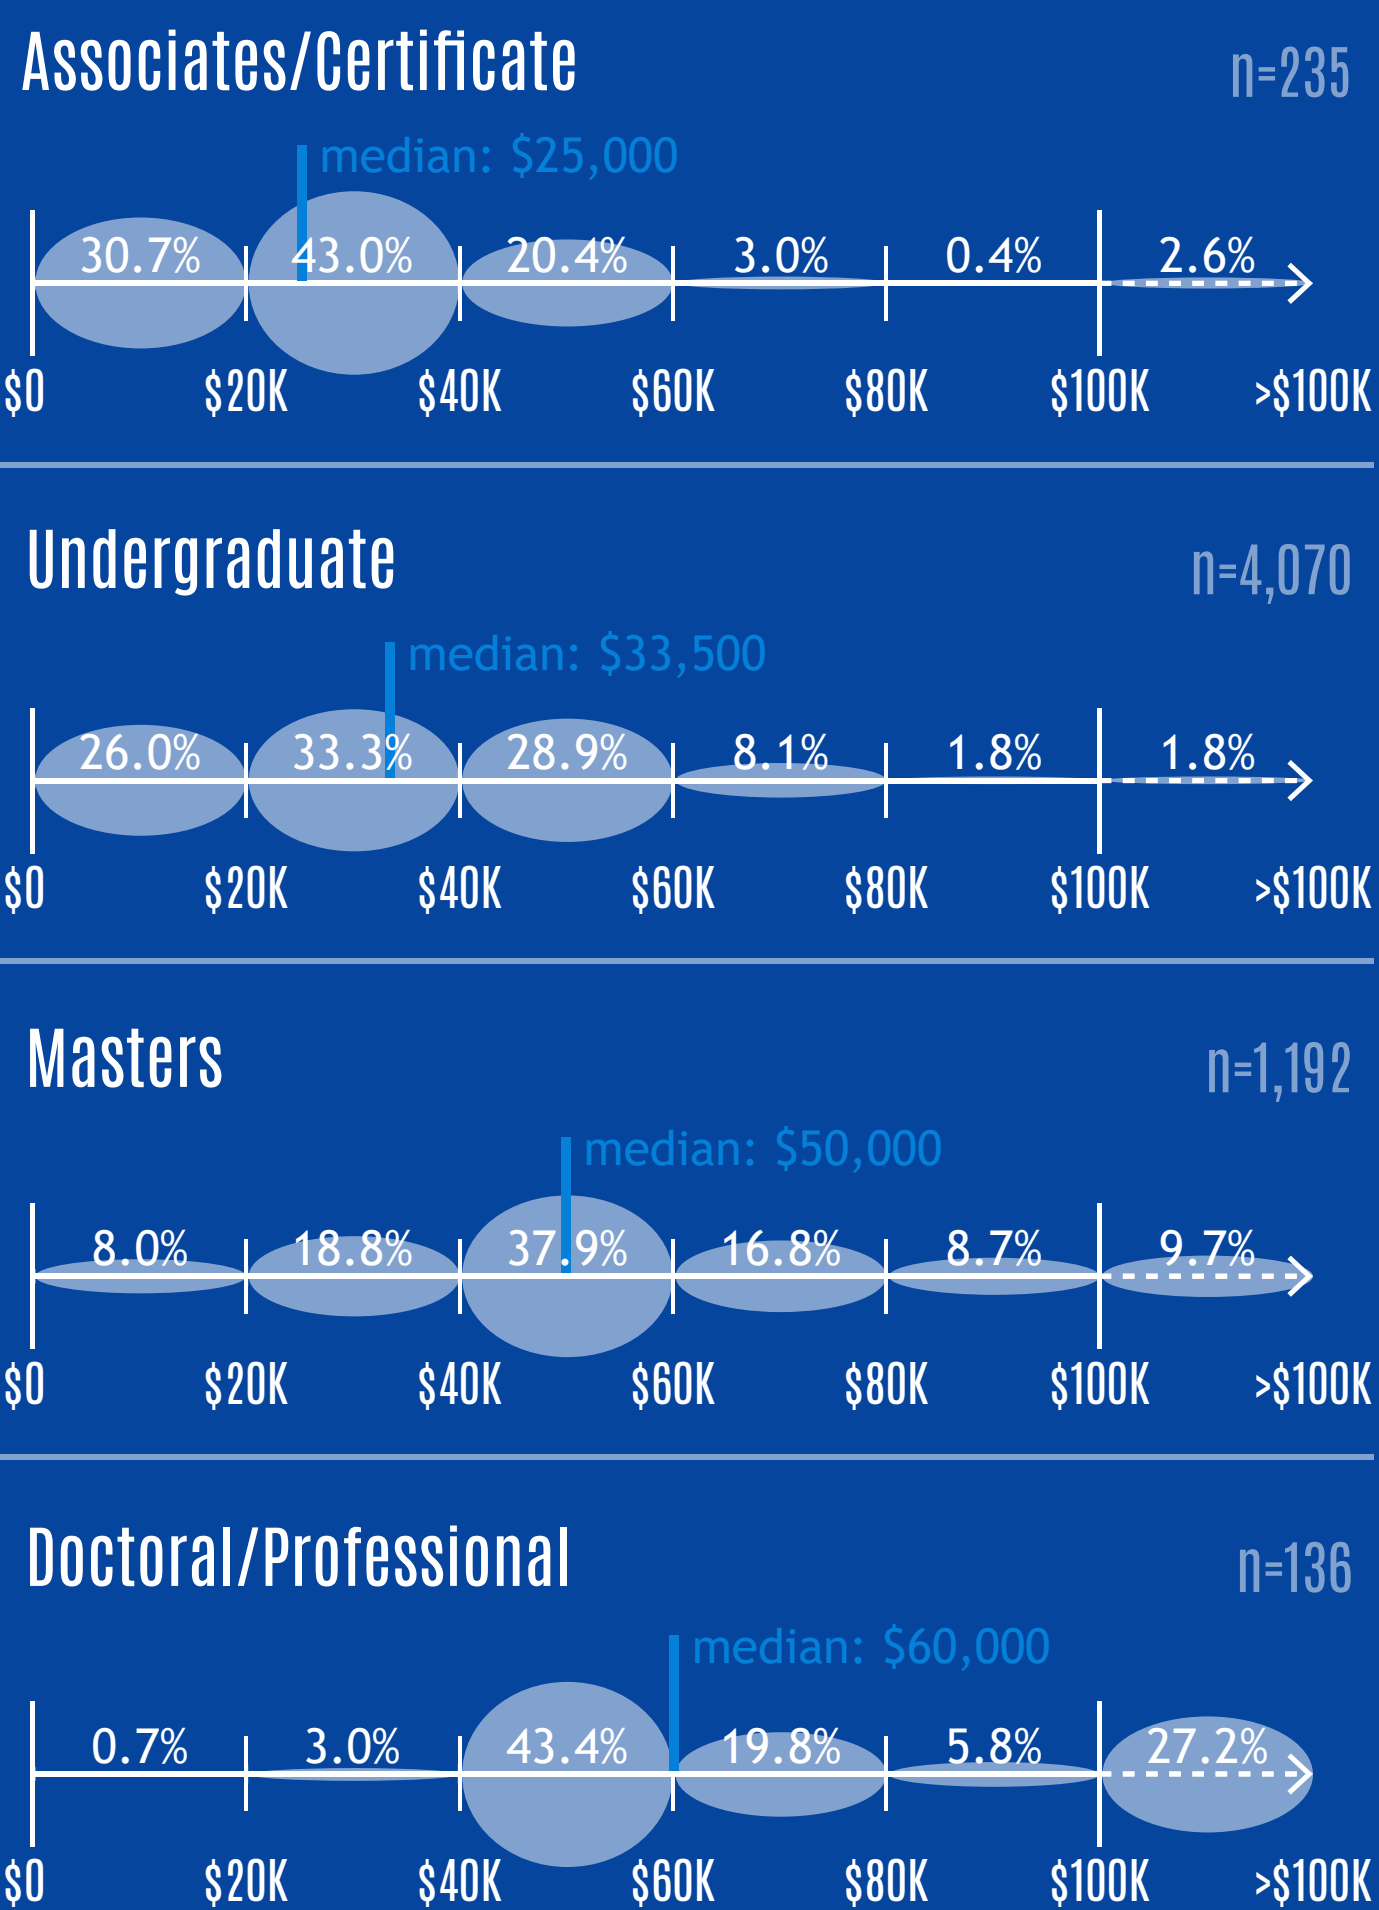 Associates/Certificate
n=235
median: $25,000
30.7% 43.0% 20.4% 3.0% 0.4% 2.6%
$0 $20K $40K $60K $80K $100K >$100K
Undergraduate
n=4,070
median: $33,500
26.0% 33.3% 28.9% 8.1% 1.8% 1.8%
$0 $20K $40K $60K $80K $100K >$100K
Masters
n=1,192
median: $50,000
8.0% 18.8% 37.9% 16.8% 8.7% 9.7%
$0 $20K $40K $60K $80K $100K >$100K
Doctoral/Professional
n=136
median: $60,000
0.7% 3.0% 43.4% 19.8% 5.8% 27.2%
$0 $20K $40K $60K $80K $100K >$100K